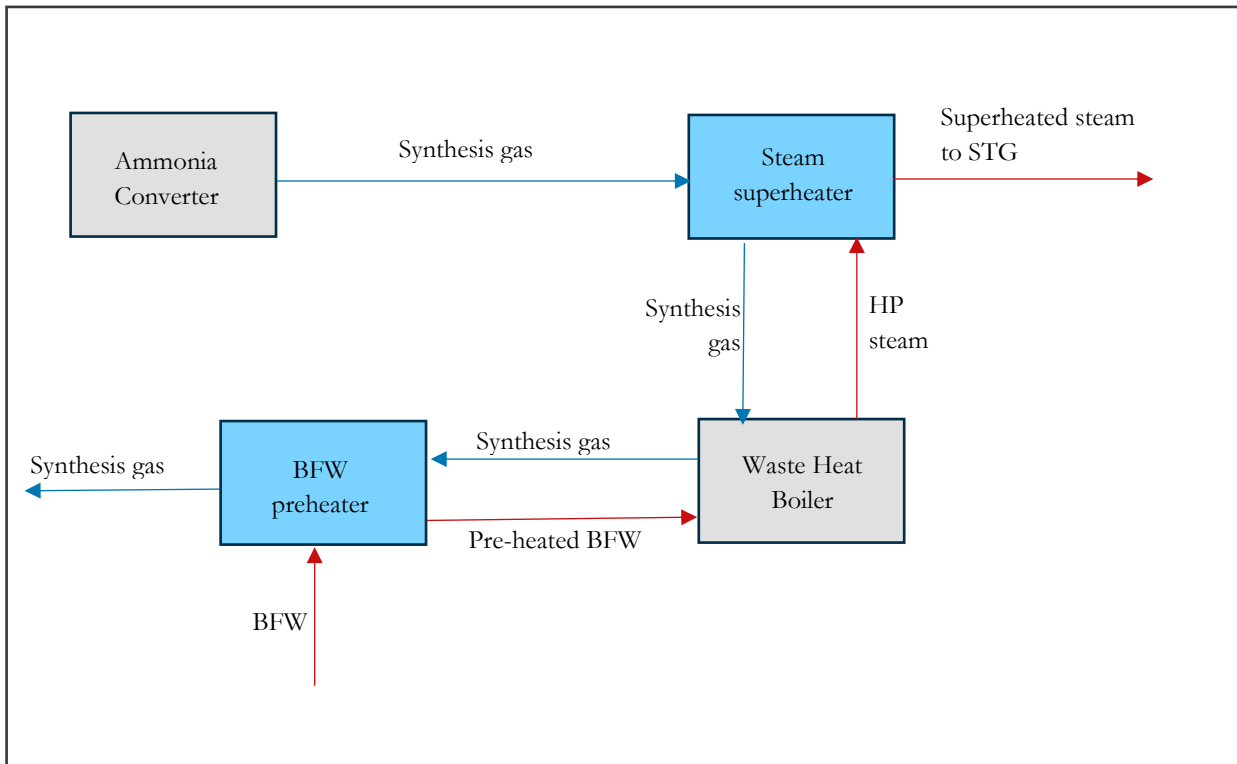 Ammonia
Converter
Synthesis gas
Steam
superheater
Superheated steam
to STG
Synthesis
gas
HP
steam
Synthesis gas
BFW
preheater
Synthesis gas
Waste Heat
Boiler
Pre-heated BFW
BFW